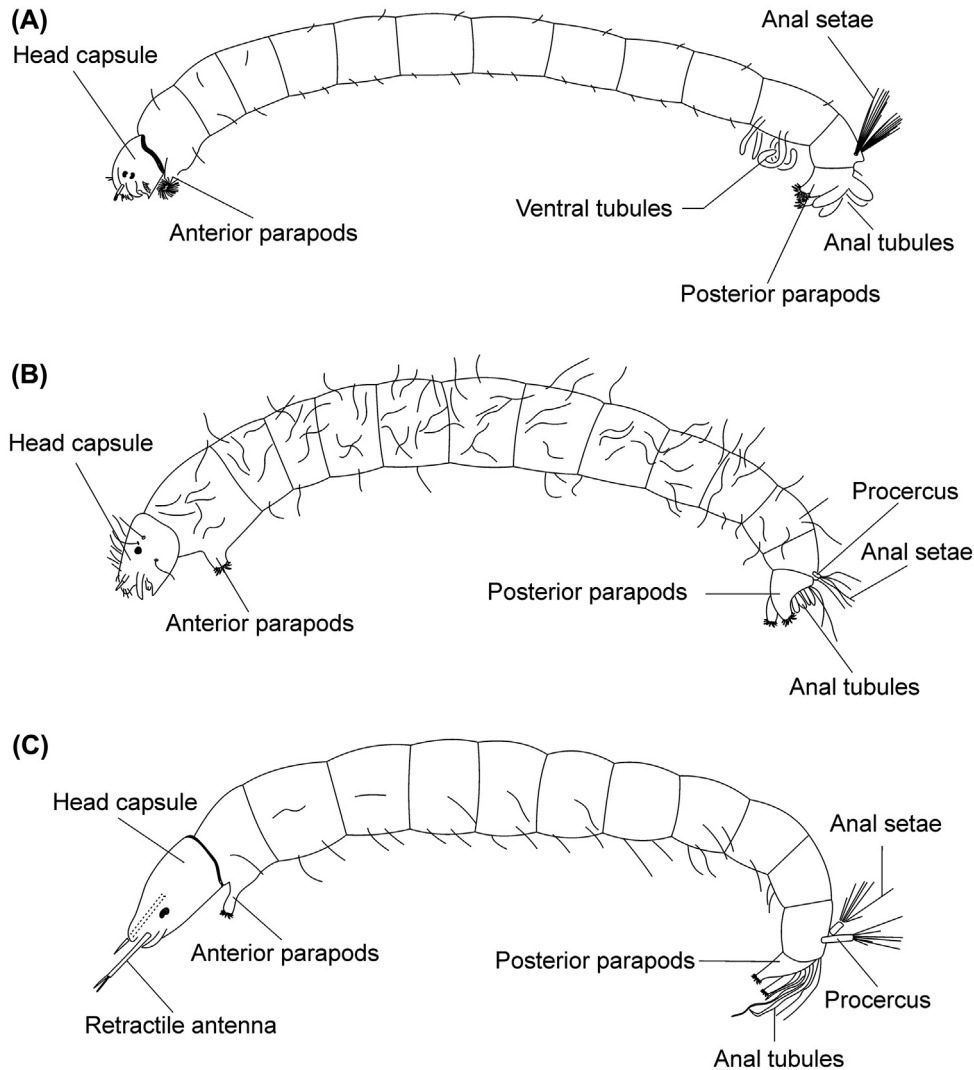 (A)
Anal setae
Head capsule
Ventral tubules
Anterior parapods
Anal tubules
Posterior parapods
(B)
Head capsule
Procercus
Anal setae
Posterior parapods
Anterior parapods
Anal tubules
(C)
Head capsule
Anal setae
Anterior parapods
Posterior parapods
Procercus
Retractile antenna
Anal tubules